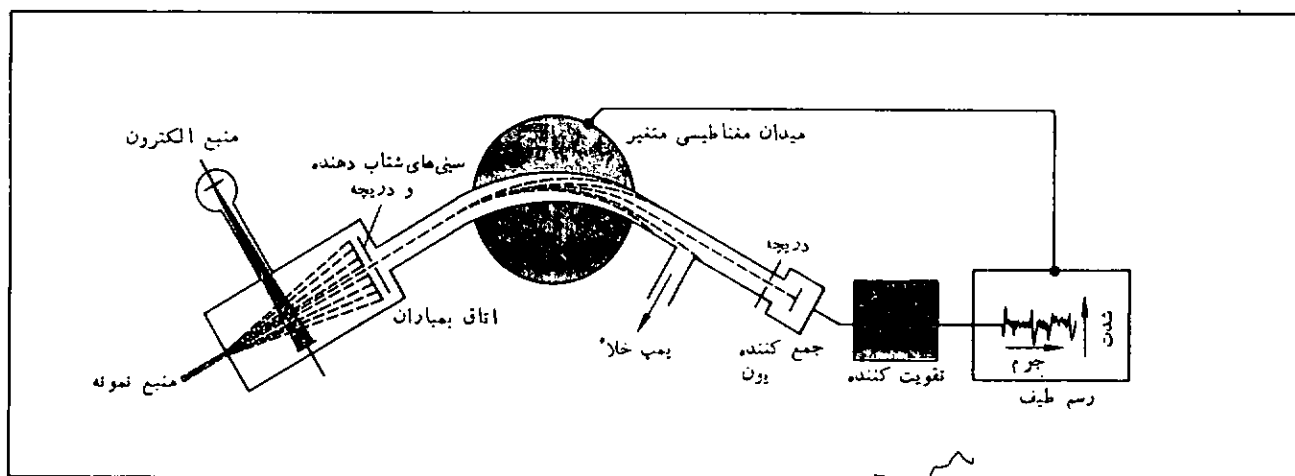 منبع الکترون
سینی‌های شتاب دهنده
و دریچه
میدان مغناطیسی متغیر
دریچه
اتاق بمباران
منبع نمونه
پمپ خلأ
جمع کننده
یون
تقویت کننده
شدت
جرم
رسم طیف